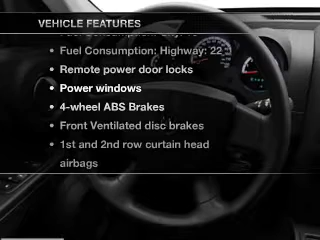 VEHICLE FEATURES
• Fuel Consumption: Highway: 22
• Remote power door locks
• Power windows
• 4-wheel ABS Brakes
• Front Ventilated disc brakes
• 1st and 2nd row curtain head
airbags